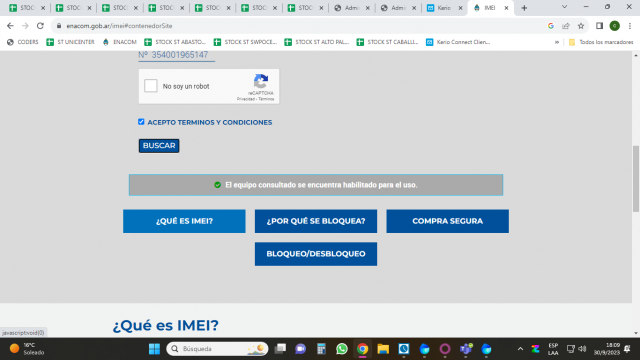 STOCK
STOCK
STOCK
STOCK
STOCK
STOCK
STOCK
Admi
Admi
Kerio
IMEI
enacom.gob.ar/imei#contenedorSite
CODERS
ST UNICENTER
ENACOM
STOCK ST ABASTO...
STOCK ST SWPOCE...
STOCK ST ALTO PAL...
STOCK ST CABALLI...
Kerio Connect Clien...
»
Todos los marcadores
N° 354001965147
No soy un robot
reCAPTCHA
Privacidad - Términos
ACEPTO TERMINOS Y CONDICIONES
BUSCAR
El equipo consultado se encuentra habilitado para el uso.
¿QUÉ ES IMEI?
¿POR QUÉ SE BLOQUEA?
COMPRA SEGURA
BLOQUEO/DESBLOQUEO
¿Qué es IMEI?
javascript:void(0)
16°C
Soleado
Búsqueda
ESP
LAA
18:09
30/9/2023